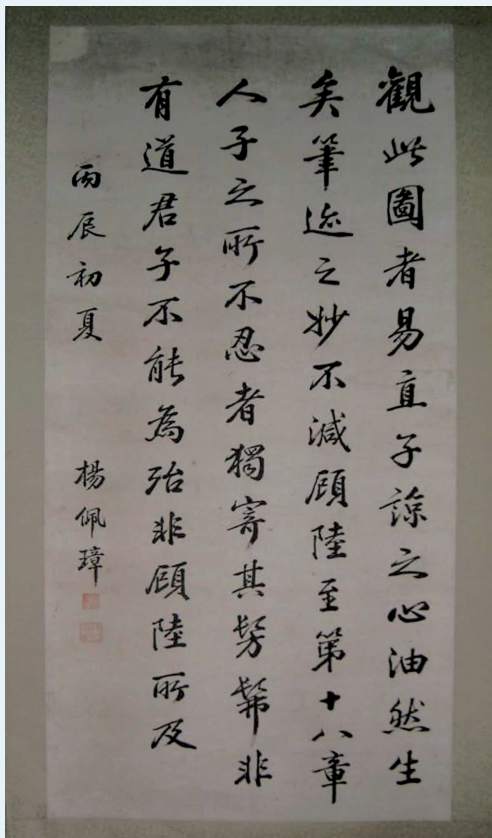 觀此圖者易直子諒之心油然生
矣筆迹之妙不減顧陸至第十八章
人子之所不忍者獨寄其髣髴非
有道君子不能為殆非顧陸所及
丙辰初夏
楊佩璋